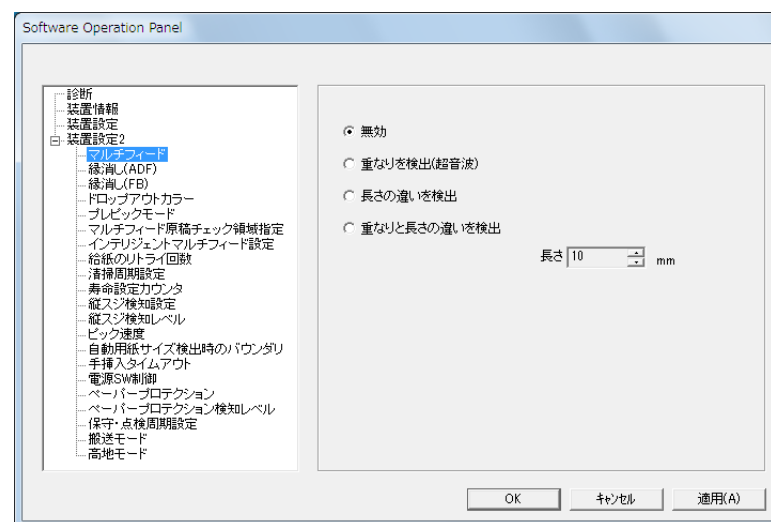 Software Operation Panel
診断
装置情報
装置設定
装置設定2
マルチフィード
縁消し(ADF)
縁消し(FB)
ドロップアウトカラー
プレピックモード
マルチフィード原稿チェック領域指定
インテリジェントマルチフィード設定
給紙のリトライ回数
清掃周期設定
寿命設定カウンタ
縦スジ検知設定
縦スジ検知レベル
ピック速度
自動用紙サイズ検出時のバウンダリ
手挿入タイムアウト
電源SW制御
ペーパープロテクション
ペーパープロテクション検知レベル
保守・点検周期設定
搬送モード
高地モード
無効
重なりを検出(超音波)
長さの違いを検出
重なりと長さの違いを検出
長さ 10 mm
OK キャンセル 適用(A)